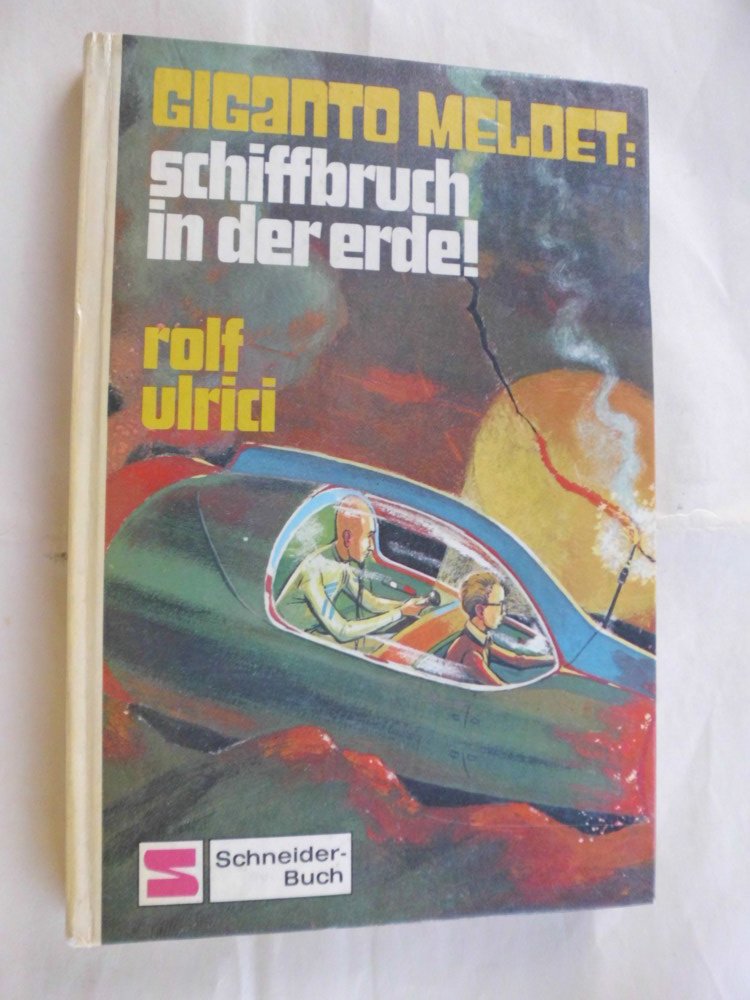 GIGANTO MELDET:
schiffbruch
in der erde!
rolf
ulrici
Schneider-
Buch